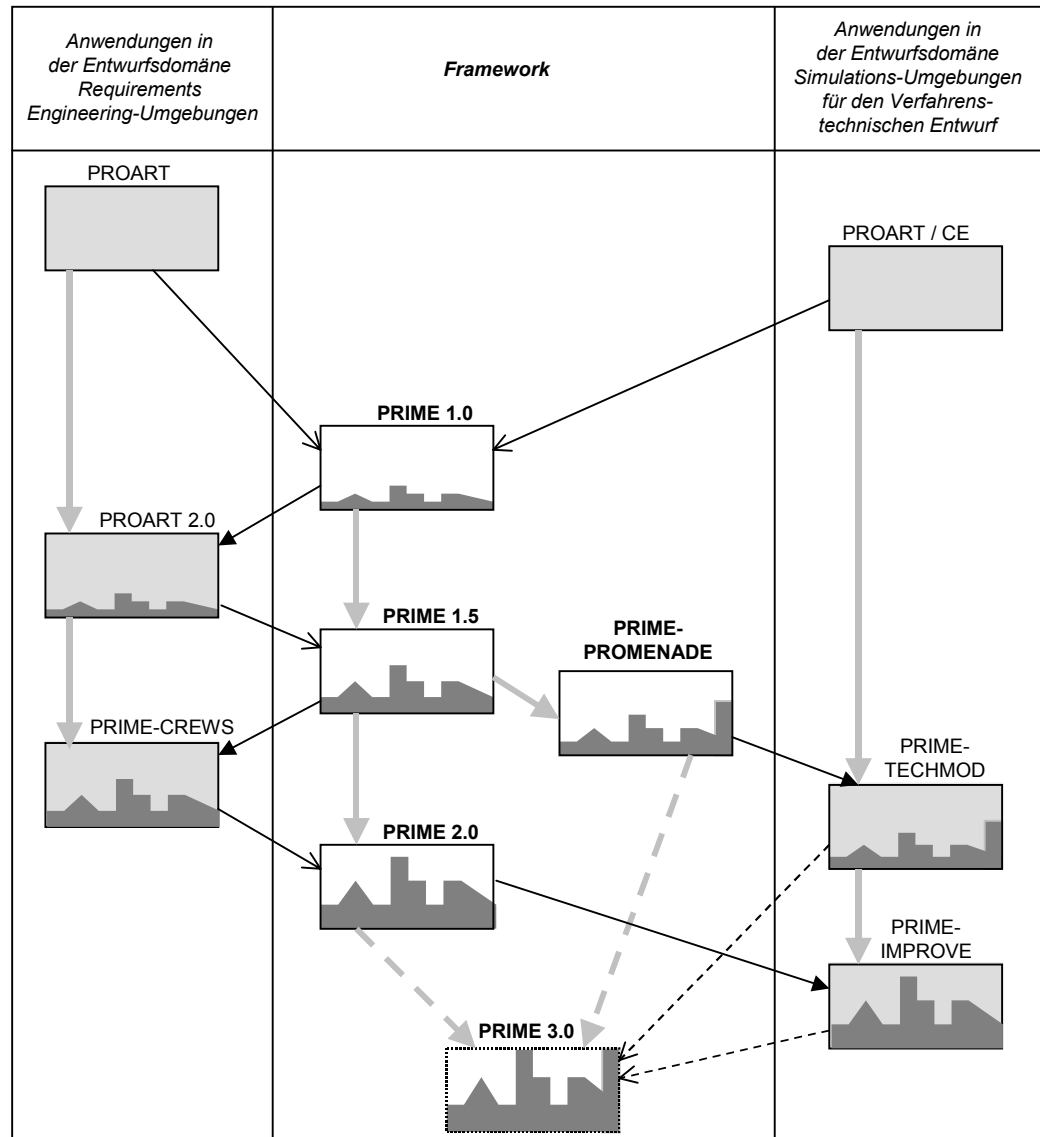 Anwendungen in
der Entwurfsdomäne
Requirements
Engineering-Umgebungen
Framework
Anwendungen in
der Entwurfsdomäne
Simulations-Umgebungen
für den Verfahrens-
technischen Entwurf
PROART
PROART / CE
PRIME 1.0
PROART 2.0
PRIME 1.5
PRIME-
PROMENADE
PRIME-CREWS
PRIME-
TECHMOD
PRIME 2.0
PRIME-
IMPROVE
PRIME 3.0